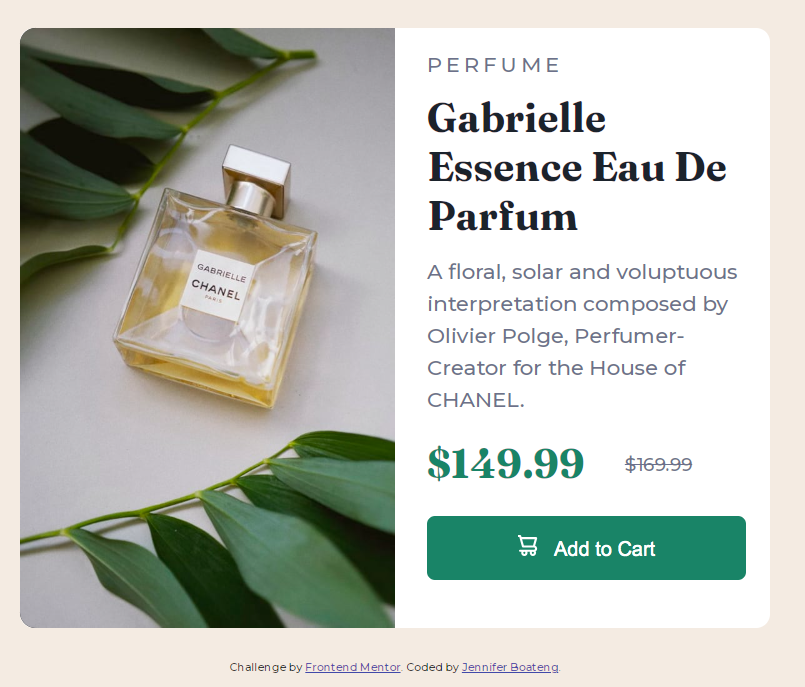 GABRIELLE
CHANEL
PARIS
PERFUME
Gabrielle
Essence Eau De
Parfum
A floral, solar and voluptuous
interpretation composed by
Olivier Polge, Perfumer-
Creator for the House of
CHANEL.
$149.99 $169.99
Add to Cart
Challenge by Frontend Mentor. Coded by Jennifer Boateng.